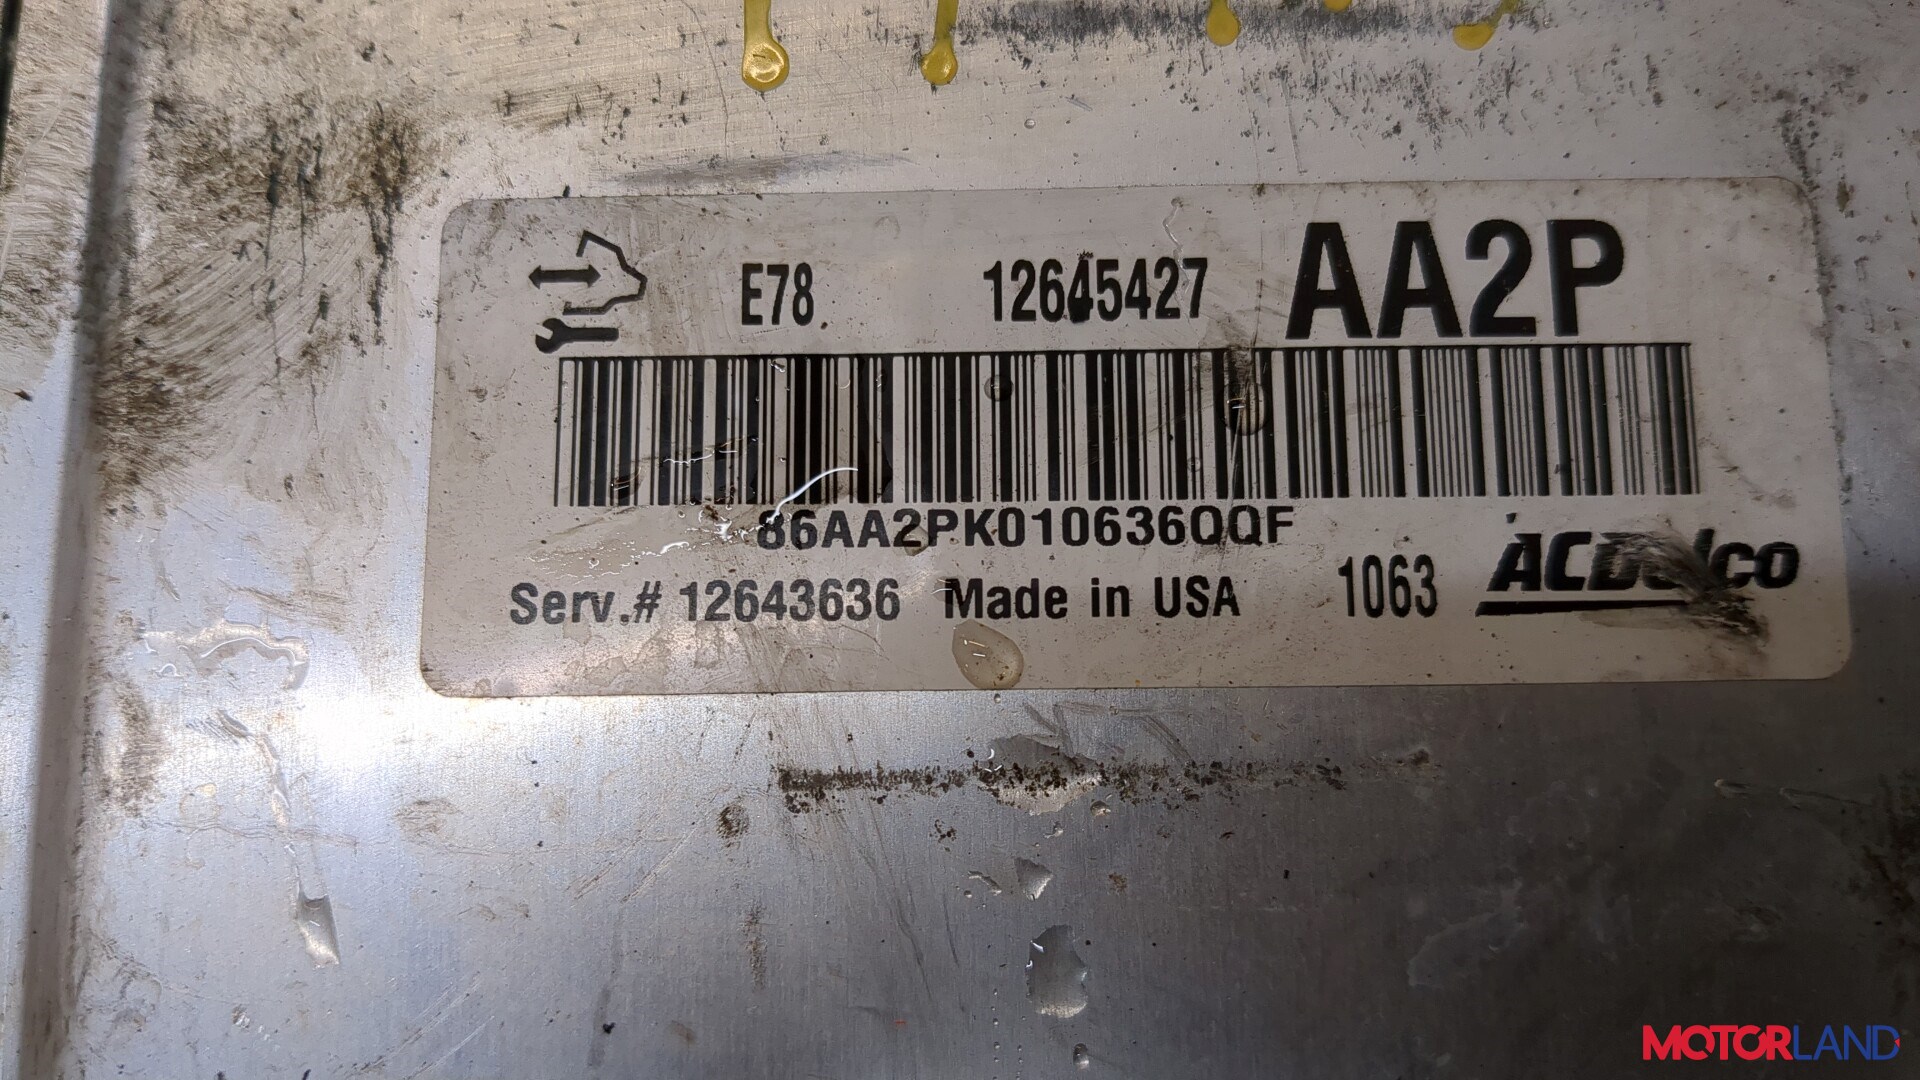 E78 12645427 AA2P
86AA2PK010636QQF
Serv.# 12643636 Made in USA 1063 ACDelco
MOTORLAND